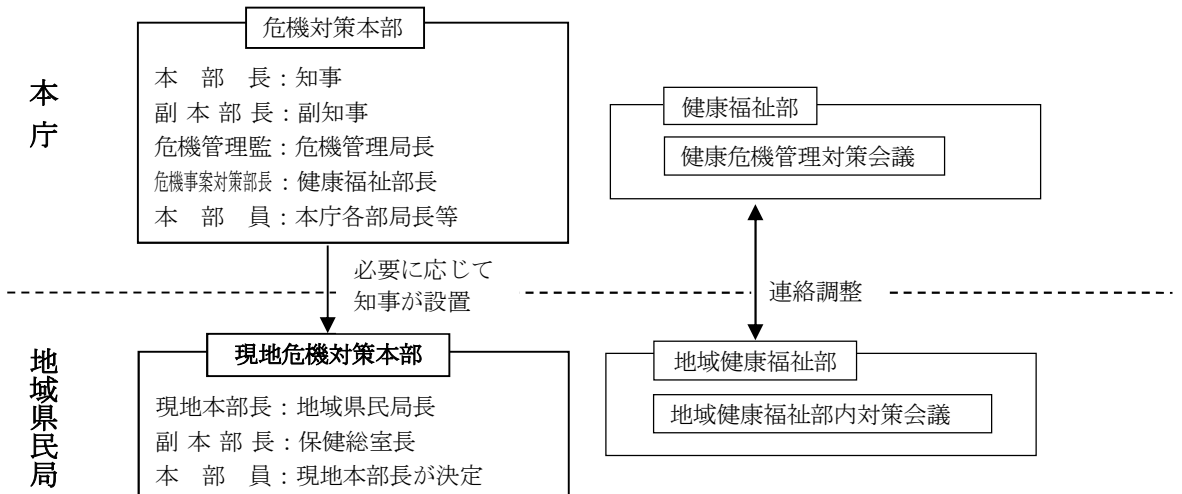 本庁
危機対策本部
本　部　長：知事
副 本 部 長：副知事
危機管理監：危機管理局長
危機事案対策部長：健康福祉部長
本　部　員：本庁各部局長等
健康福祉部
健康危機管理対策会議
必要に応じて
知事が設置
連絡調整
地域県民局
現地危機対策本部
現地本部長：地域県民局長
副 本 部 長：保健総室長
本　部　員：現地本部長が決定
地域健康福祉部
地域健康福祉部内対策会議